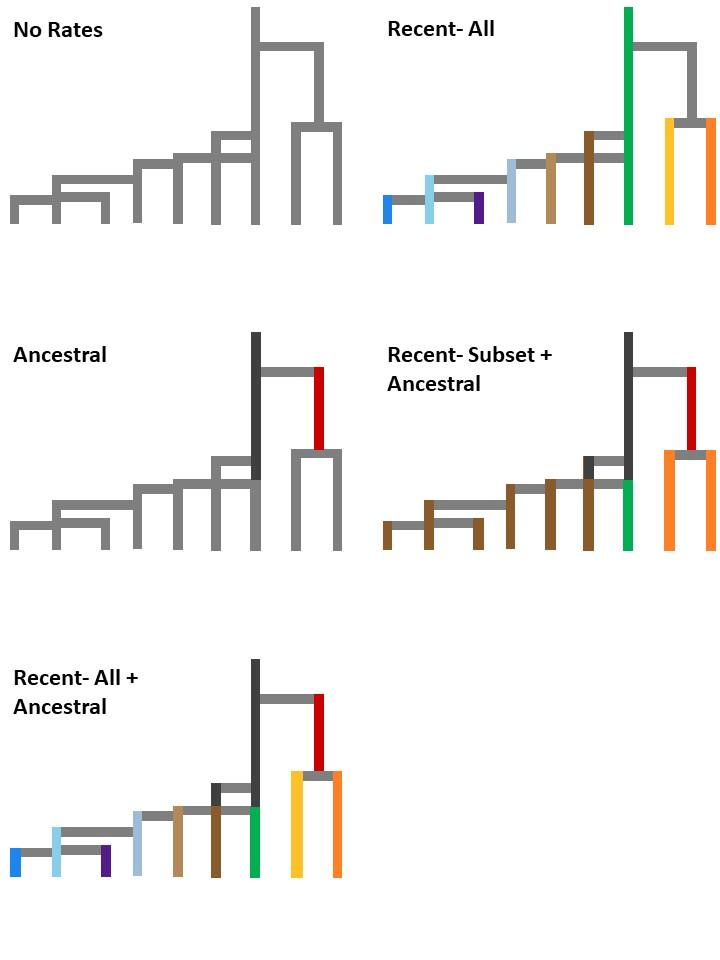 No Rates
Recent- All
Ancestral
Recent- Subset +
Ancestral
Recent- All +
Ancestral